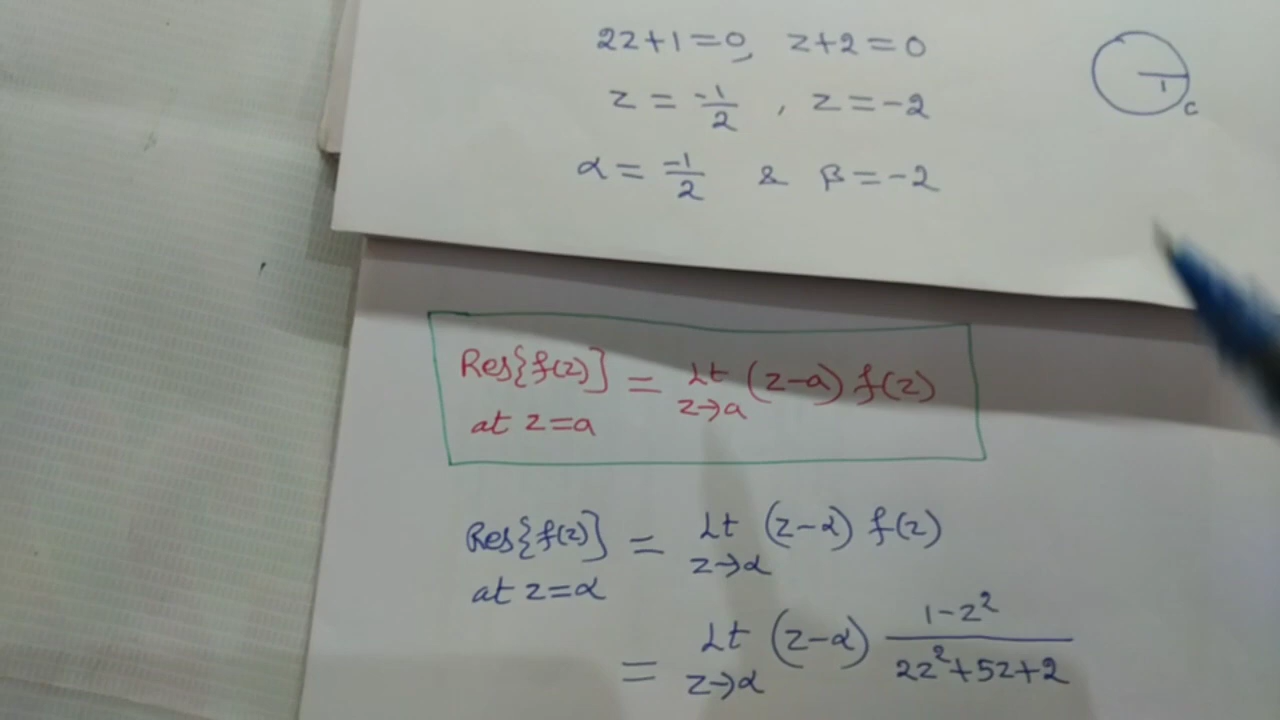 2z+1=0, z+2=0
z = -1/2 , z=-2
α = -1/2 & β=-2
1
c
Res{f(z)} = Lt (z-a) f(z)
at z=a z→a
Res{f(z)} = Lt (z-α) f(z)
at z=α z→α
= Lt (z-α) 1-z²/2z²+5z+2
z→α